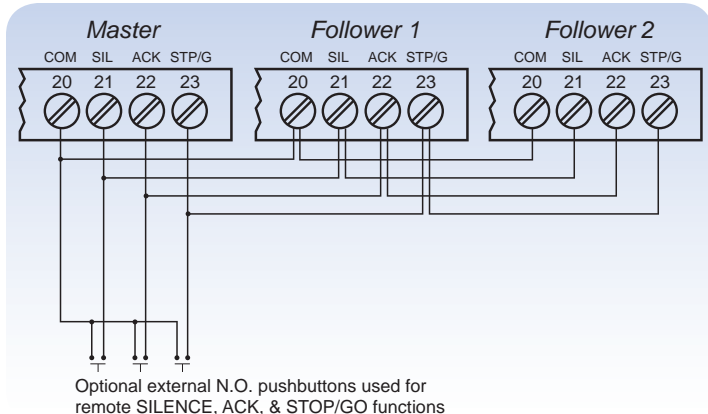 Master
Follower 1
Follower 2
COM SIL ACK STP/G
COM SIL ACK STP/G
COM SIL ACK STP/G
20 21 22 23
20 21 22 23
20 21 22 23
Optional external N.O. pushbuttons used for
remote SILENCE, ACK, & STOP/GO functions